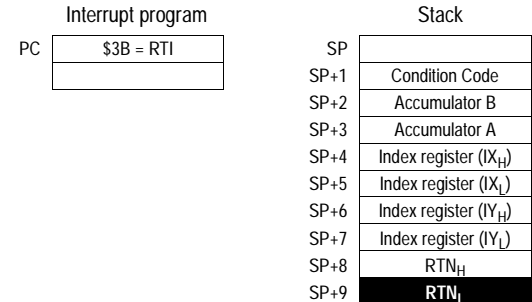 Interrupt program
PC $3B = RTI
Stack
SP
SP+1 Condition Code
SP+2 Accumulator B
SP+3 Accumulator A
SP+4 Index register (IXH)
SP+5 Index register (IXL)
SP+6 Index register (IYH)
SP+7 Index register (IYL)
SP+8 RTNH
SP+9 RTNL